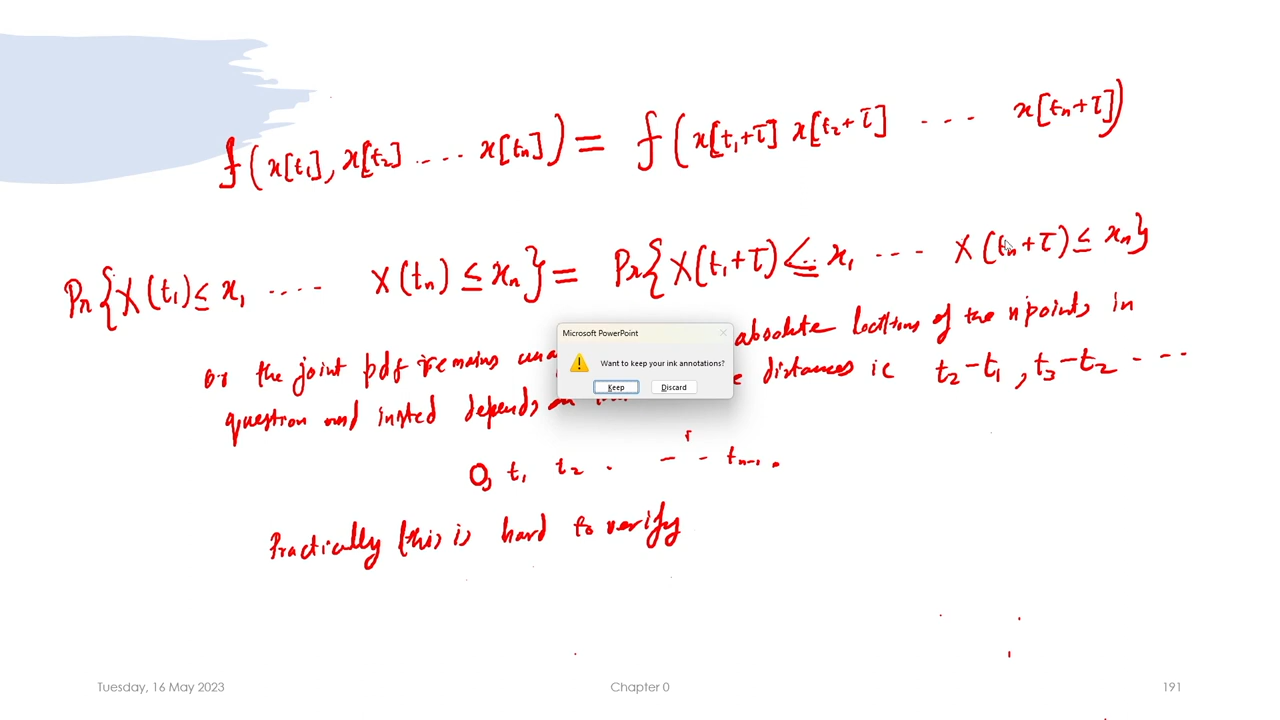 f(x[t₁], x[t₂] .... x[tn]) = f(x[t₁+τ] x[t₂+τ] ... x[tn+τ])
Pr{X(t₁)≤ x₁ .... X(tn) ≤ xn} = Pr{X(t₁+τ) ≤ x₁ ... X(tn+τ) ≤ xn}
or the joint pdf remains absolute locations of the n points in
question and insted depends on distances ie t₂-t₁, t₃-t₂ ...
Microsoft PowerPoint
Want to keep your ink annotations?
Keep Discard
0, t₁ t₂ . - - tn-1.
Practically this is hard to verify
Tuesday, 16 May 2023 Chapter 0 191